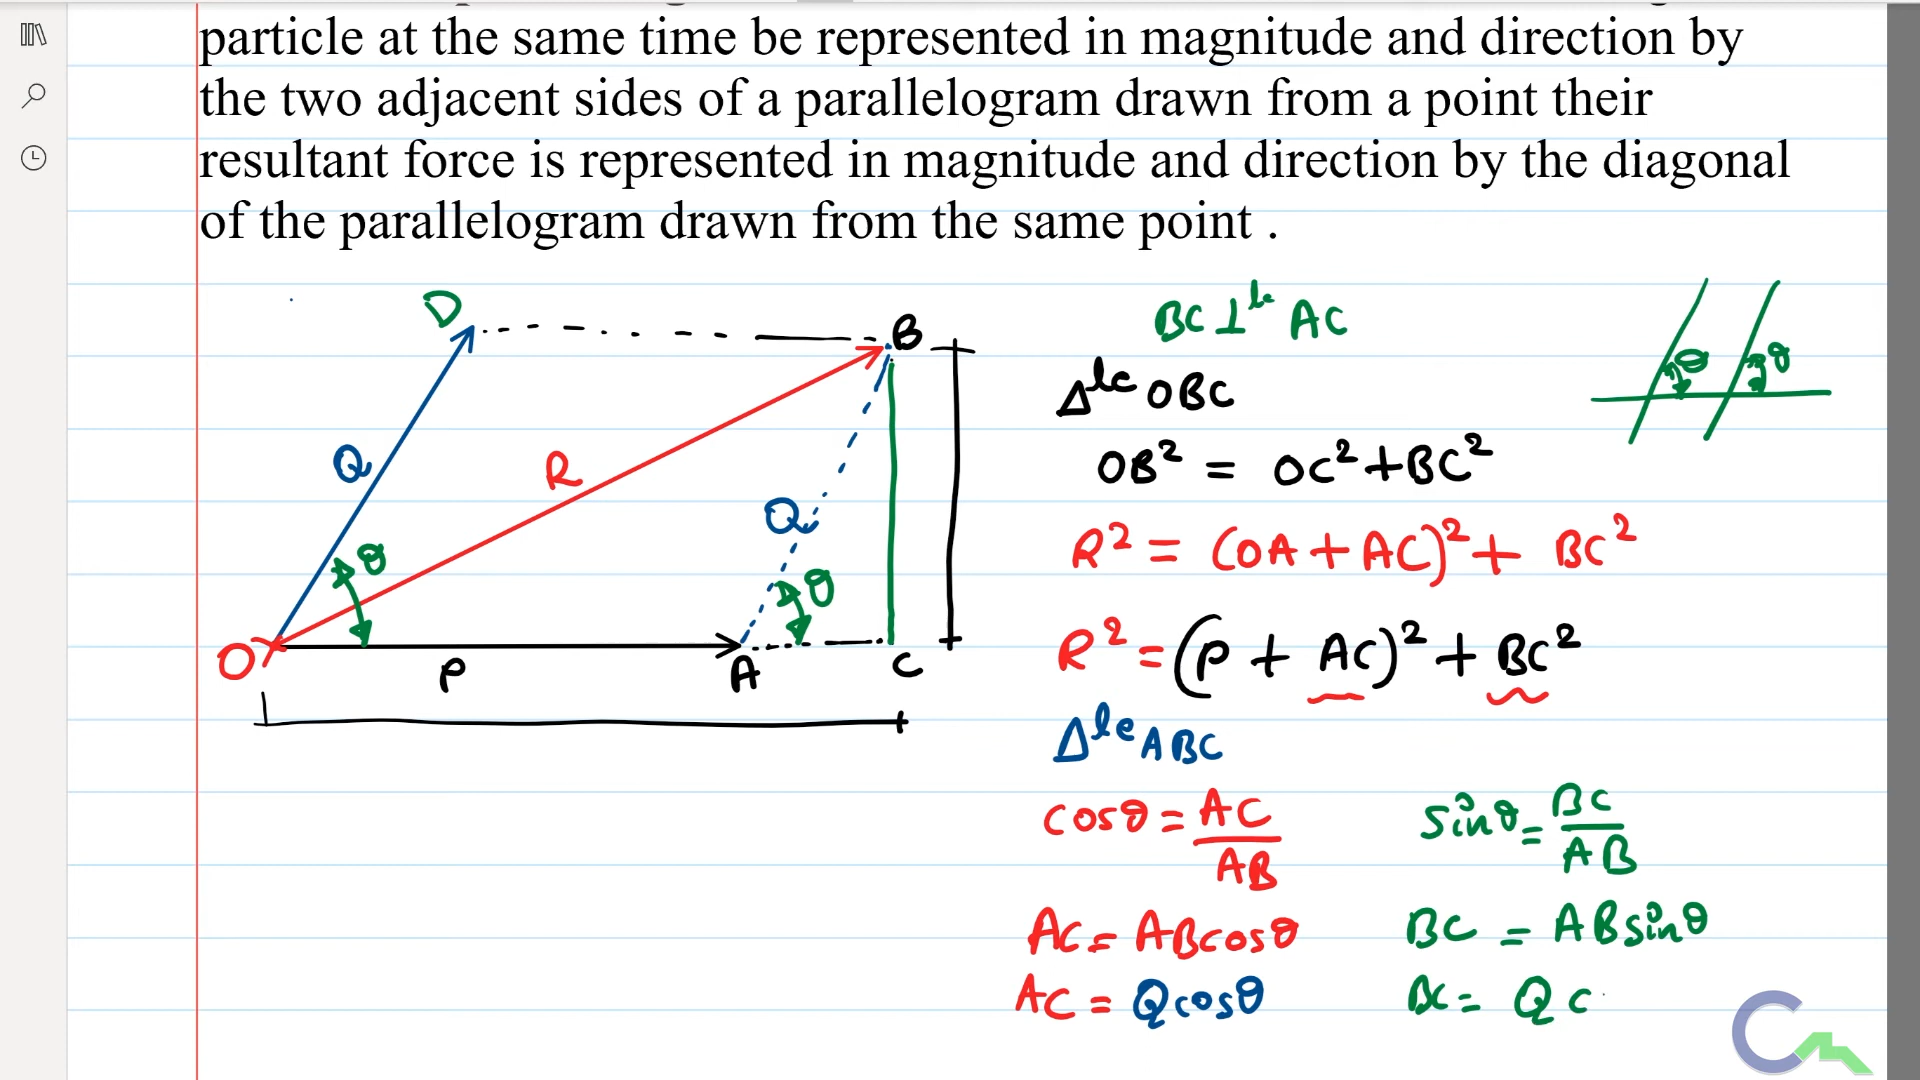 particle at the same time be represented in magnitude and direction by
the two adjacent sides of a parallelogram drawn from a point their
resultant force is represented in magnitude and direction by the diagonal
of the parallelogram drawn from the same point .
D
B
Q
R
Q
θ
θ
O
P
A
C
BC ⊥le AC
θ
θ
Δle OBC
OB² = OC² + BC²
R² = (OA + AC)² + BC²
R² = (P + AC)² + BC²
Δle ABC
cosθ = AC/AB
sinθ = BC/AB
AC = ABcosθ
BC = ABsinθ
AC = Qcosθ
BC = Q c